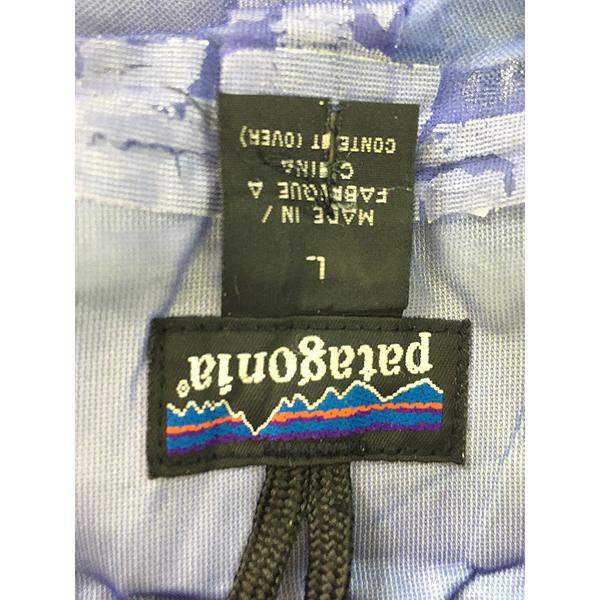 patagonia®
L
MADE IN /
FABRIQUE A
CHINA
CONTENT (OVER)